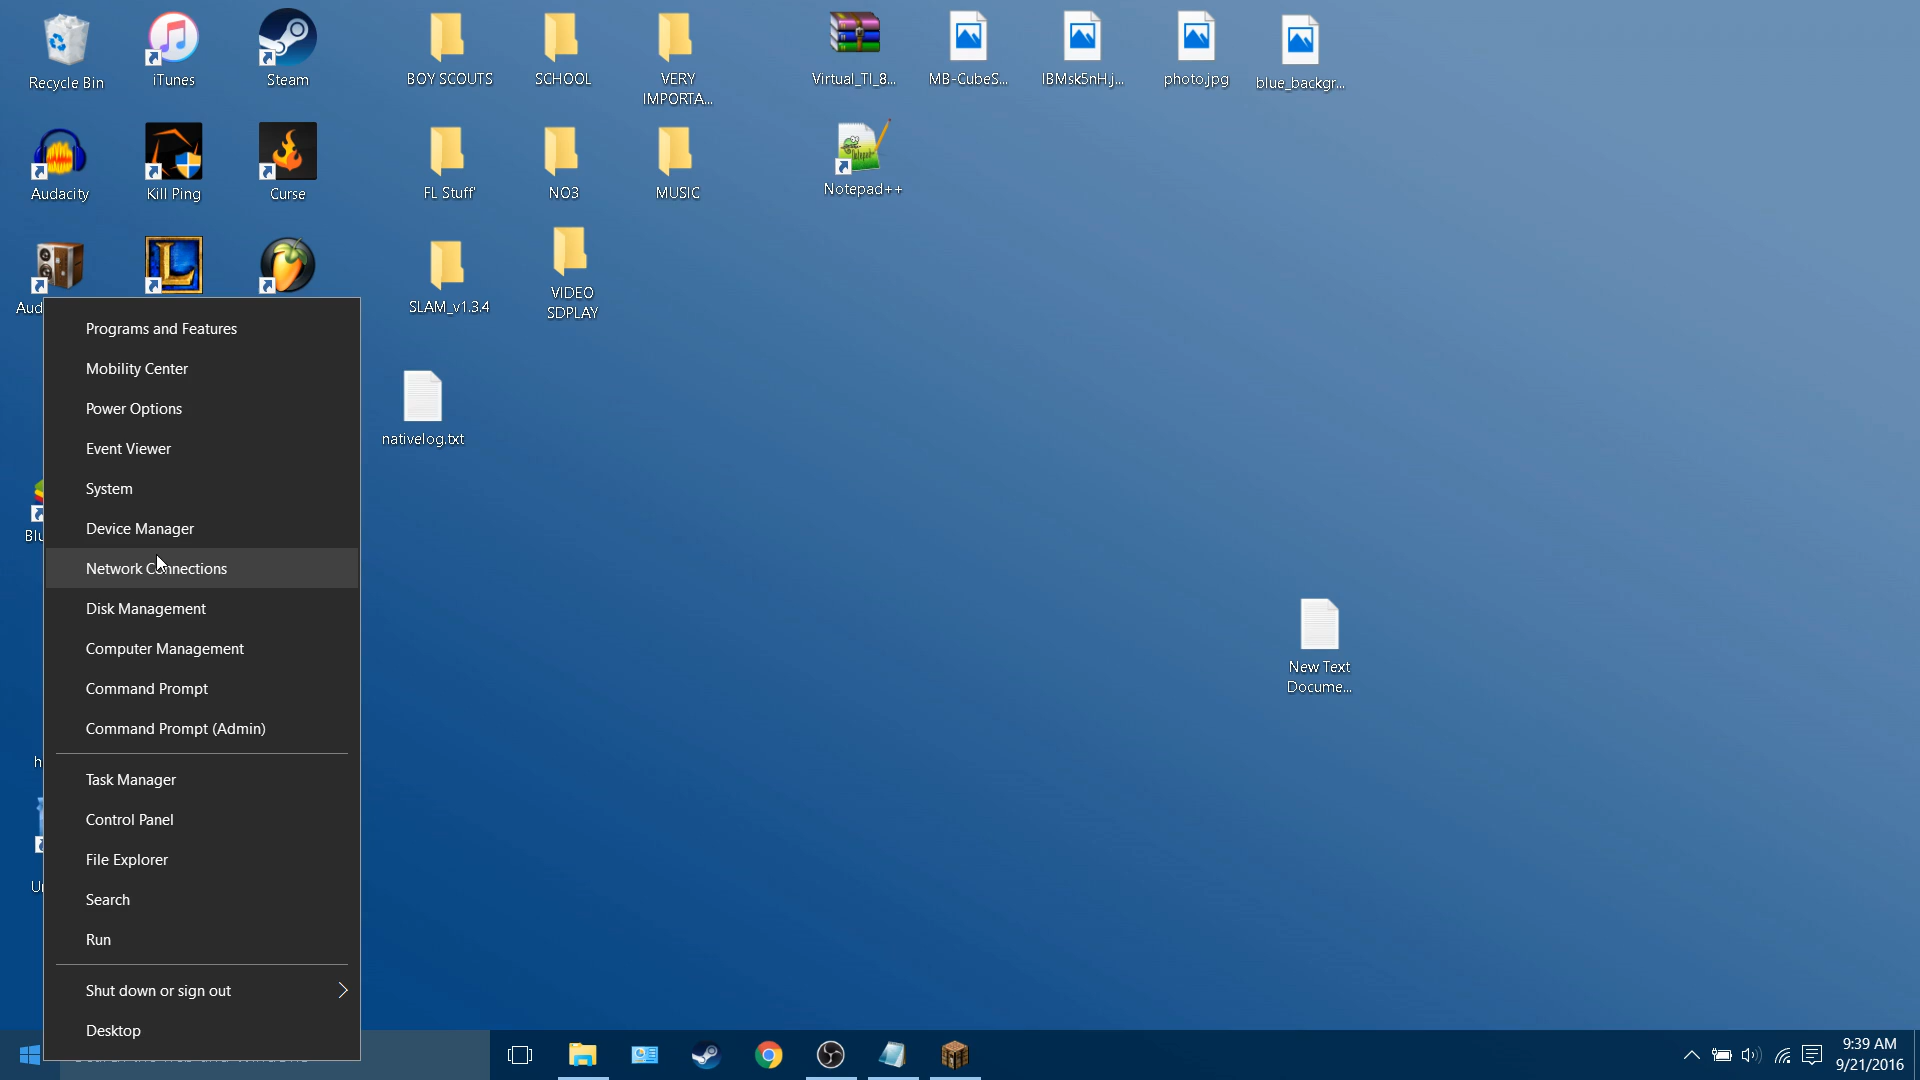 Recycle Bin
iTunes
Steam
BOY SCOUTS
SCHOOL
VERY
IMPORTA...
Virtual_TI_8...
MB-CubeS...
IBMsk5nH.j...
photo.jpg
blue_backgr...
Audacity
Kill Ping
Curse
FL Stuff'
NO3
MUSIC
Notepad++
Aud
SLAM_v1.3.4
VIDEO
SDPLAY
nativelog.txt
Blu
h
Un
New Text
Docume...
Programs and Features
Mobility Center
Power Options
Event Viewer
System
Device Manager
Network Connections
Disk Management
Computer Management
Command Prompt
Command Prompt (Admin)
Task Manager
Control Panel
File Explorer
Search
Run
Shut down or sign out
Desktop
9:39 AM
9/21/2016